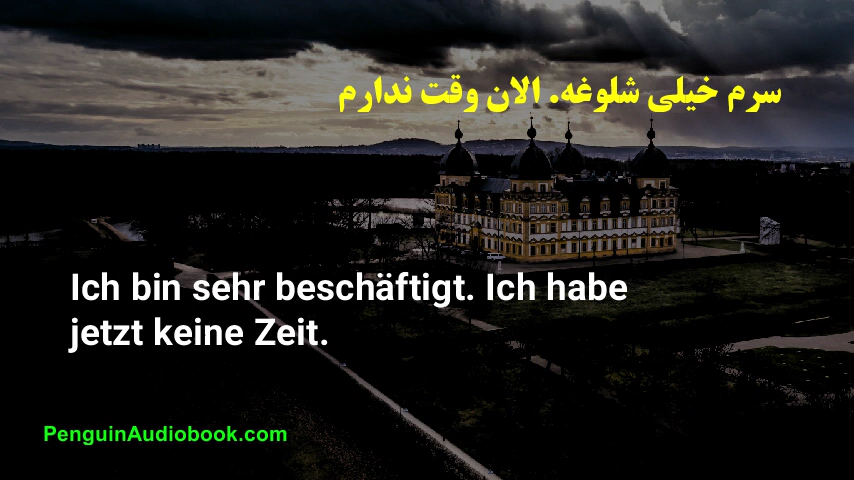 سرم خیلی شلوغه. الان وقت ندارم
Ich bin sehr beschäftigt. Ich habe
jetzt keine Zeit.
PenguinAudiobook.com